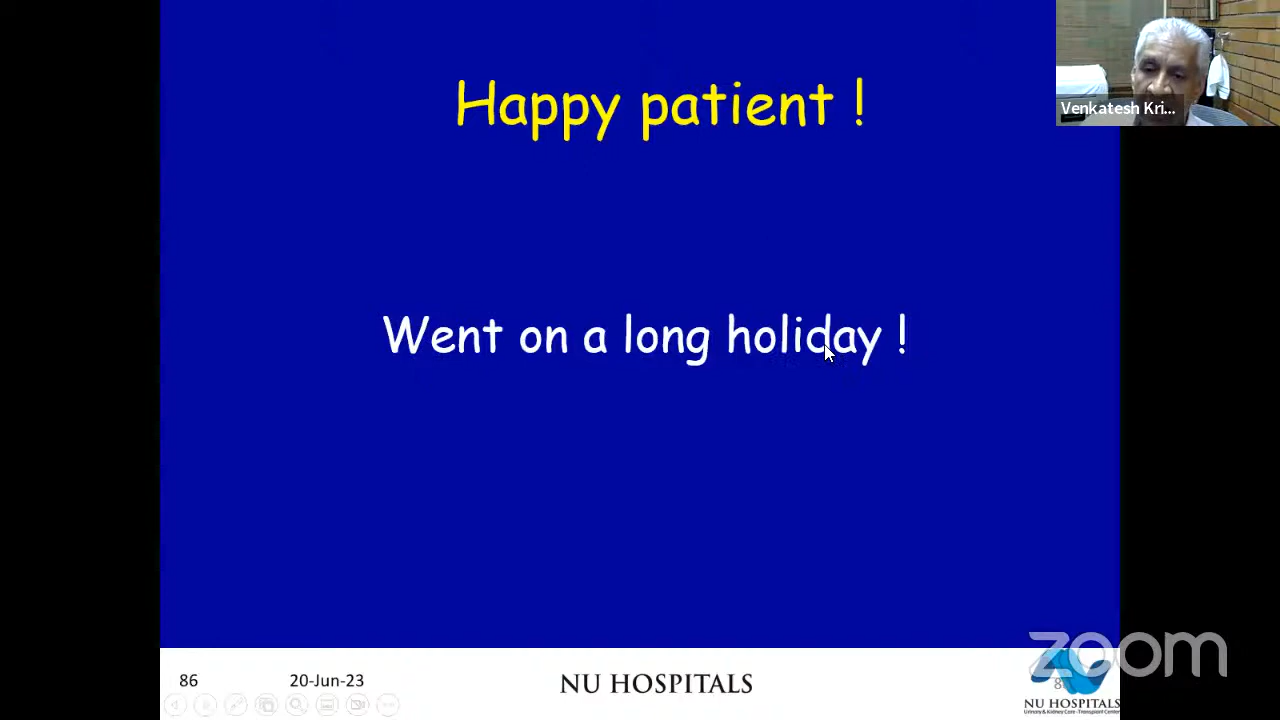 Happy patient !
Venkatesh Kri...
Went on a long holiday !
zoom
86
20-Jun-23
NU HOSPITALS
NU HOSPITALS
Urinary & Kidney Care - Transplant Center